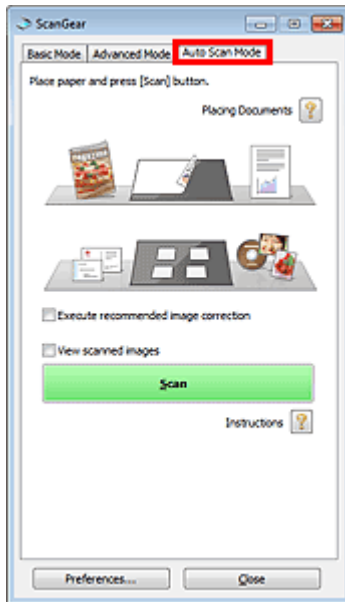 ScanGear
Basic Mode Advanced Mode Auto Scan Mode
Place paper and press [Scan] button.
Placing Documents ?
Execute recommended image correction
View scanned images
Scan
Instructions ?
Preferences... Close